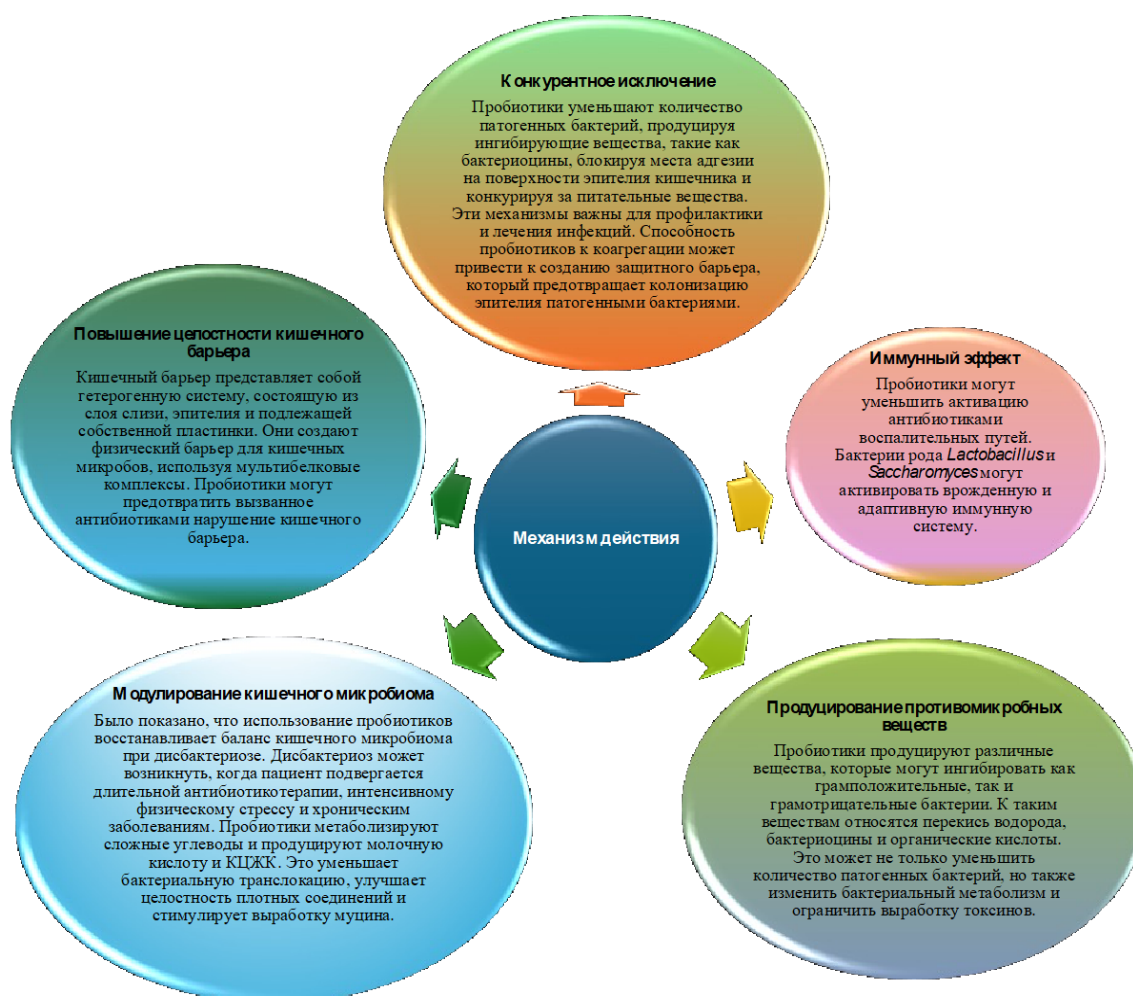 Конкурентное исключение
Пробиотики уменьшают количество
патогенных бактерий, продуцируя
ингибирующие вещества, такие как
бактериоцины, блокируя места адгезии
на поверхности эпителия кишечника и
конкурируя за питательные вещества.
Эти механизмы важны для профилактики
и лечения инфекций. Способность
пробиотиков к коагрегации может
привести к созданию защитного барьера,
который предотвращает колонизацию
эпителия патогенными бактериями.
Повышение целостности кишечного
барьера
Кишечный барьер представляет собой
гетерогенную систему, состоящую из
слоя слизи, эпителия и подлежащей
собственной пластинки. Они создают
физический барьер для кишечных
микробов, используя мультибелковые
комплексы. Пробиотики могут
предотвратить вызванное
антибиотиками нарушение кишечного
барьера.
Иммунный эффект
Пробиотики могут
уменьшить активацию
антибиотиками
воспалительных путей.
Бактерии рода Lactobacillus и
Saccharomyces могут
активировать врожденную и
адаптивную иммунную
систему.
Механизм действия
Модулирование кишечного микробиома
Было показано, что использование пробиотиков
восстанавливает баланс кишечного микробиома
при дисбактериозе. Дисбактериоз может
возникнуть, когда пациент подвергается
длительной антибиотикотерапии, интенсивному
физическому стрессу и хроническим
заболеваниям. Пробиотики метаболизируют
сложные углеводы и продуцируют молочную
кислоту и КЦЖК. Это уменьшает
бактериальную транслокацию, улучшает
целостность плотных соединений и
стимулирует выработку муцина.
Продуцирование противомикробных
веществ
Пробиотики продуцируют различные
вещества, которые могут ингибировать как
грамположительные, так и
грамотрицательные бактерии. К таким
веществам относятся перекись водорода,
бактериоцины и органические кислоты.
Это может не только уменьшить
количество патогенных бактерий, но также
изменить бактериальный метаболизм и
ограничить выработку токсинов.